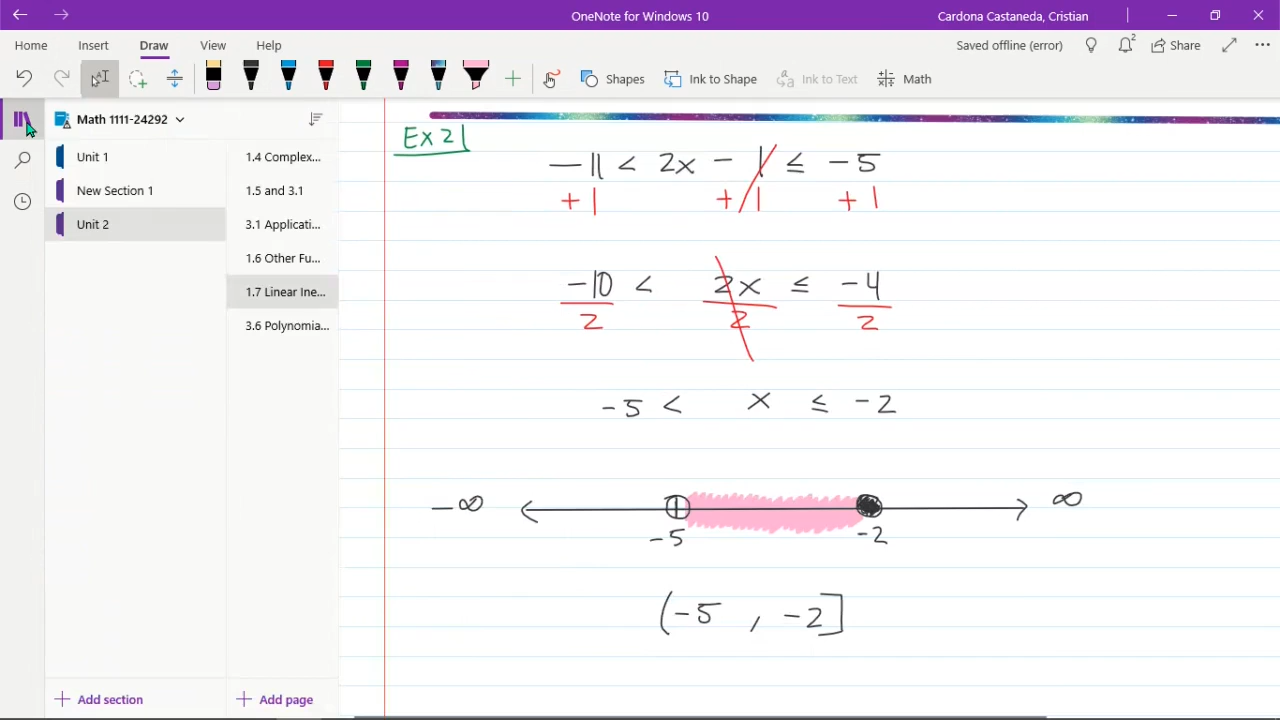 OneNote for Windows 10
Cardona Castaneda, Cristian
Home Insert Draw View Help
Saved offline (error)
Share
Shapes
Ink to Shape
Ink to Text
Math
Math 1111-24292
Unit 1
New Section 1
Unit 2
1.4 Complex...
1.5 and 3.1
3.1 Applicati...
1.6 Other Fu...
1.7 Linear Ine...
3.6 Polynomia...
Add section
Add page
Ex 21
-11 < 2x - 1 ≤ -5
+1 +1 +1
-10 < 2x ≤ -4
2 2 2
-5 < x ≤ -2
-∞ ∞
-5 -2
(-5 , -2]